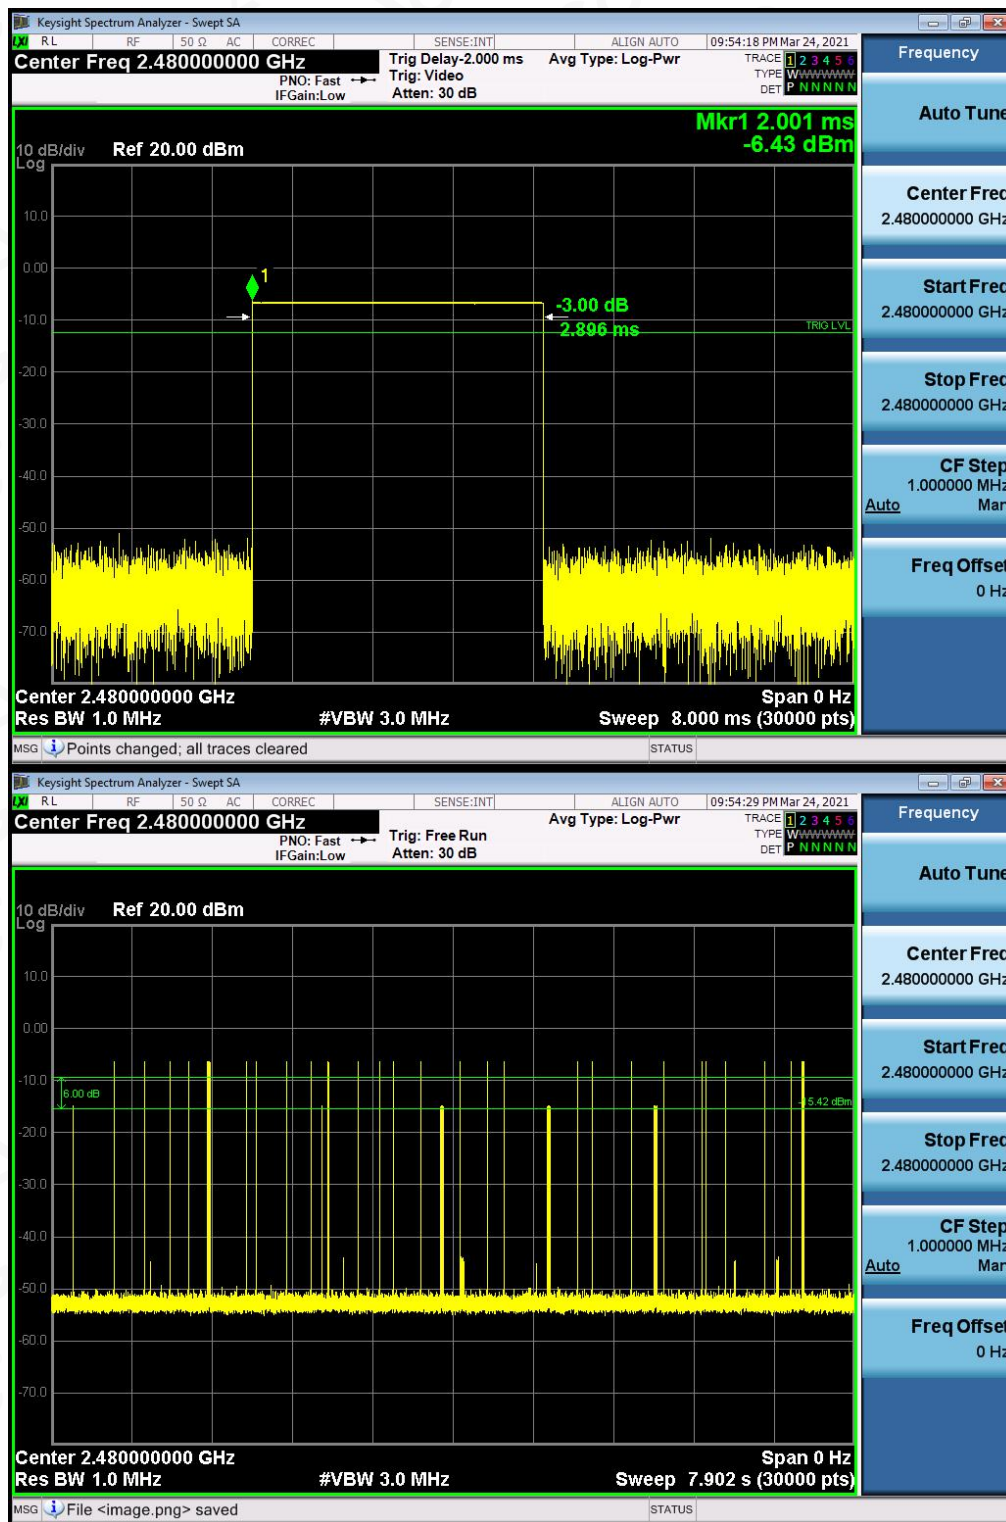 Keysight Spectrum Analyzer - Swept SA
LXI RL RF 50 Ω AC CORREC SENSE:INT ALIGN AUTO 09:54:18 PM Mar 24, 2021
Center Freq 2.480000000 GHz
PNO: Fast
IFGain:Low
Trig Delay-2.000 ms
Trig: Video
Atten: 30 dB
Avg Type: Log-Pwr
TRACE 1 2 3 4 5 6
TYPE WWWWWWW
DET P N N N N N
Mkr1 2.001 ms
-6.43 dBm
10 dB/div Ref 20.00 dBm
Log
10.0
0.00
-10.0
-20.0
-30.0
-40.0
-50.0
-60.0
-70.0
1
-3.00 dB
2.896 ms
TRIG LVL
Center 2.480000000 GHz Span 0 Hz
Res BW 1.0 MHz #VBW 3.0 MHz Sweep 8.000 ms (30000 pts)
MSG Points changed; all traces cleared STATUS
Frequency
Auto Tune
Center Freq
2.480000000 GHz
Start Freq
2.480000000 GHz
Stop Freq
2.480000000 GHz
CF Step
1.000000 MHz
Auto Man
Freq Offset
0 Hz
Keysight Spectrum Analyzer - Swept SA
LXI RL RF 50 Ω AC CORREC SENSE:INT ALIGN AUTO 09:54:29 PM Mar 24, 2021
Center Freq 2.480000000 GHz
PNO: Fast
IFGain:Low
Trig: Free Run
Atten: 30 dB
Avg Type: Log-Pwr
TRACE 1 2 3 4 5 6
TYPE WWWWWWW
DET P N N N N N
10 dB/div Ref 20.00 dBm
Log
10.0
0.00
-10.0
-20.0
-30.0
-40.0
-50.0
-60.0
-70.0
6.00 dB
-15.42 dBm
Center 2.480000000 GHz Span 0 Hz
Res BW 1.0 MHz #VBW 3.0 MHz Sweep 7.902 s (30000 pts)
MSG File <image.png> saved STATUS
Frequency
Auto Tune
Center Freq
2.480000000 GHz
Start Freq
2.480000000 GHz
Stop Freq
2.480000000 GHz
CF Step
1.000000 MHz
Auto Man
Freq Offset
0 Hz